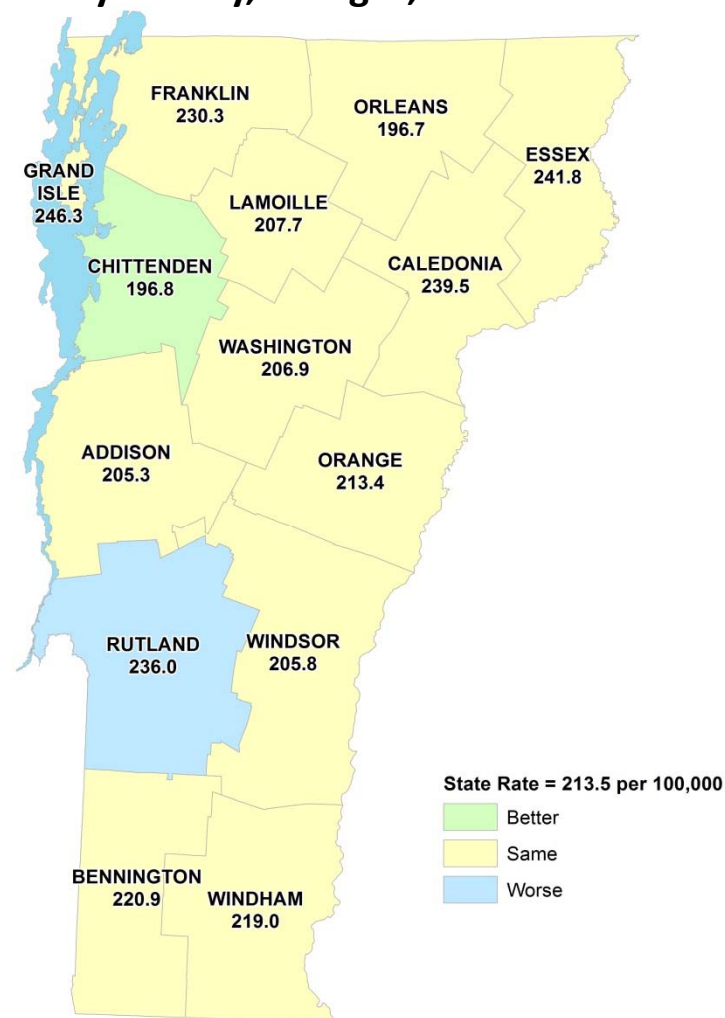 FRANKLIN
230.3
ORLEANS
196.7
ESSEX
241.8
GRAND
ISLE
246.3
LAMOILLE
207.7
CHITTENDEN
196.8
CALEDONIA
239.5
WASHINGTON
206.9
ADDISON
205.3
ORANGE
213.4
RUTLAND
236.0
WINDSOR
205.8
State Rate = 213.5 per 100,000
Better
Same
Worse
BENNINGTON
220.9
WINDHAM
219.0